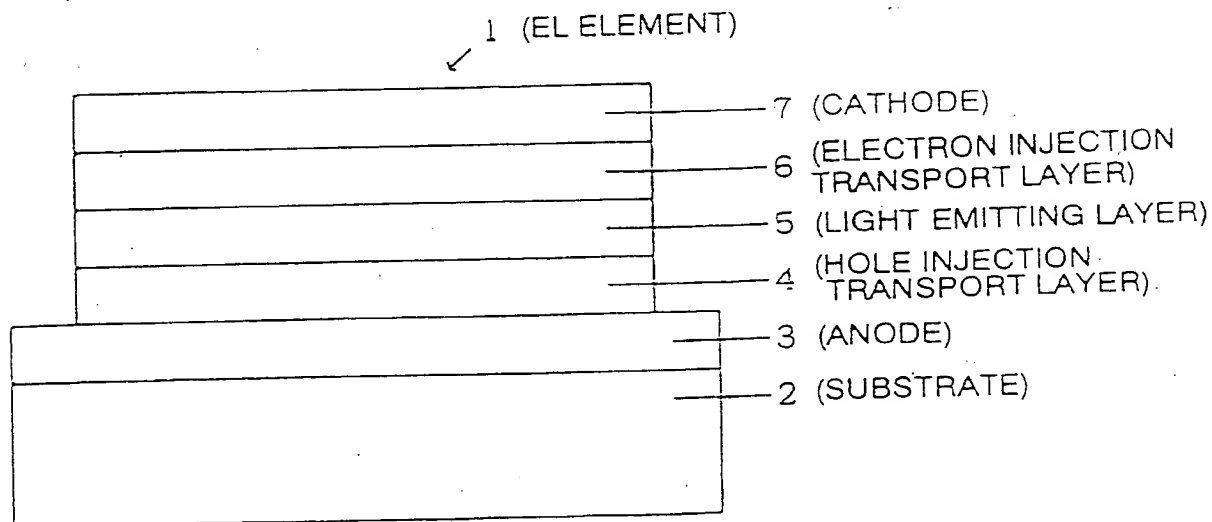 1 (EL ELEMENT)
7 (CATHODE)
6 (ELECTRON INJECTION
TRANSPORT LAYER)
5 (LIGHT EMITTING LAYER)
4 (HOLE INJECTION
TRANSPORT LAYER)
3 (ANODE)
2 (SUBSTRATE)